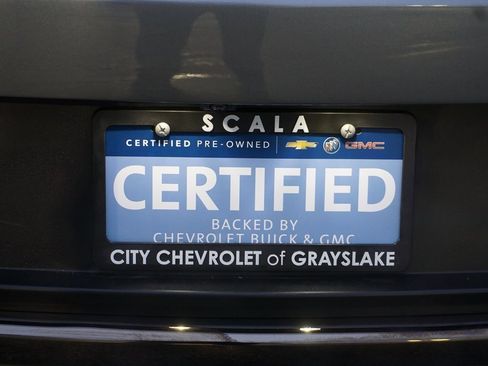 SCALA
CERTIFIED PRE-OWNED | GMC
CERTIFIED
BACKED BY
CHEVROLET BUICK & GMC
CITY CHEVROLET of GRAYSLAKE